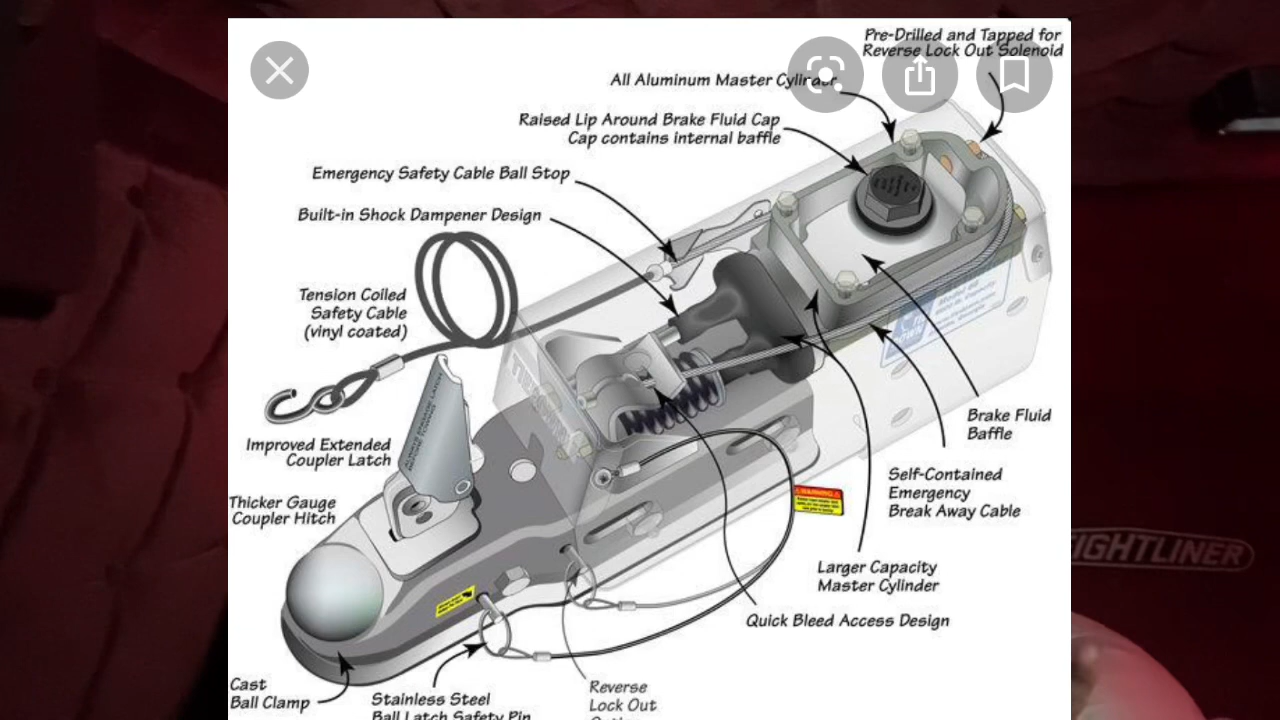 Pre-Drilled and Tapped for
Reverse Lock Out Solenoid
All Aluminum Master Cylinder
Raised Lip Around Brake Fluid Cap
Cap contains internal baffle
Emergency Safety Cable Ball Stop
Built-in Shock Dampener Design
Tension Coiled
Safety Cable
(vinyl coated)
Improved Extended
Coupler Latch
Thicker Gauge
Coupler Hitch
Brake Fluid
Baffle
Self-Contained
Emergency
Break Away Cable
WARNING
EIGHTLINER
Larger Capacity
Master Cylinder
Quick Bleed Access Design
Cast
Ball Clamp
Stainless Steel
Ball Latch Safety Pin
Reverse
Lock Out